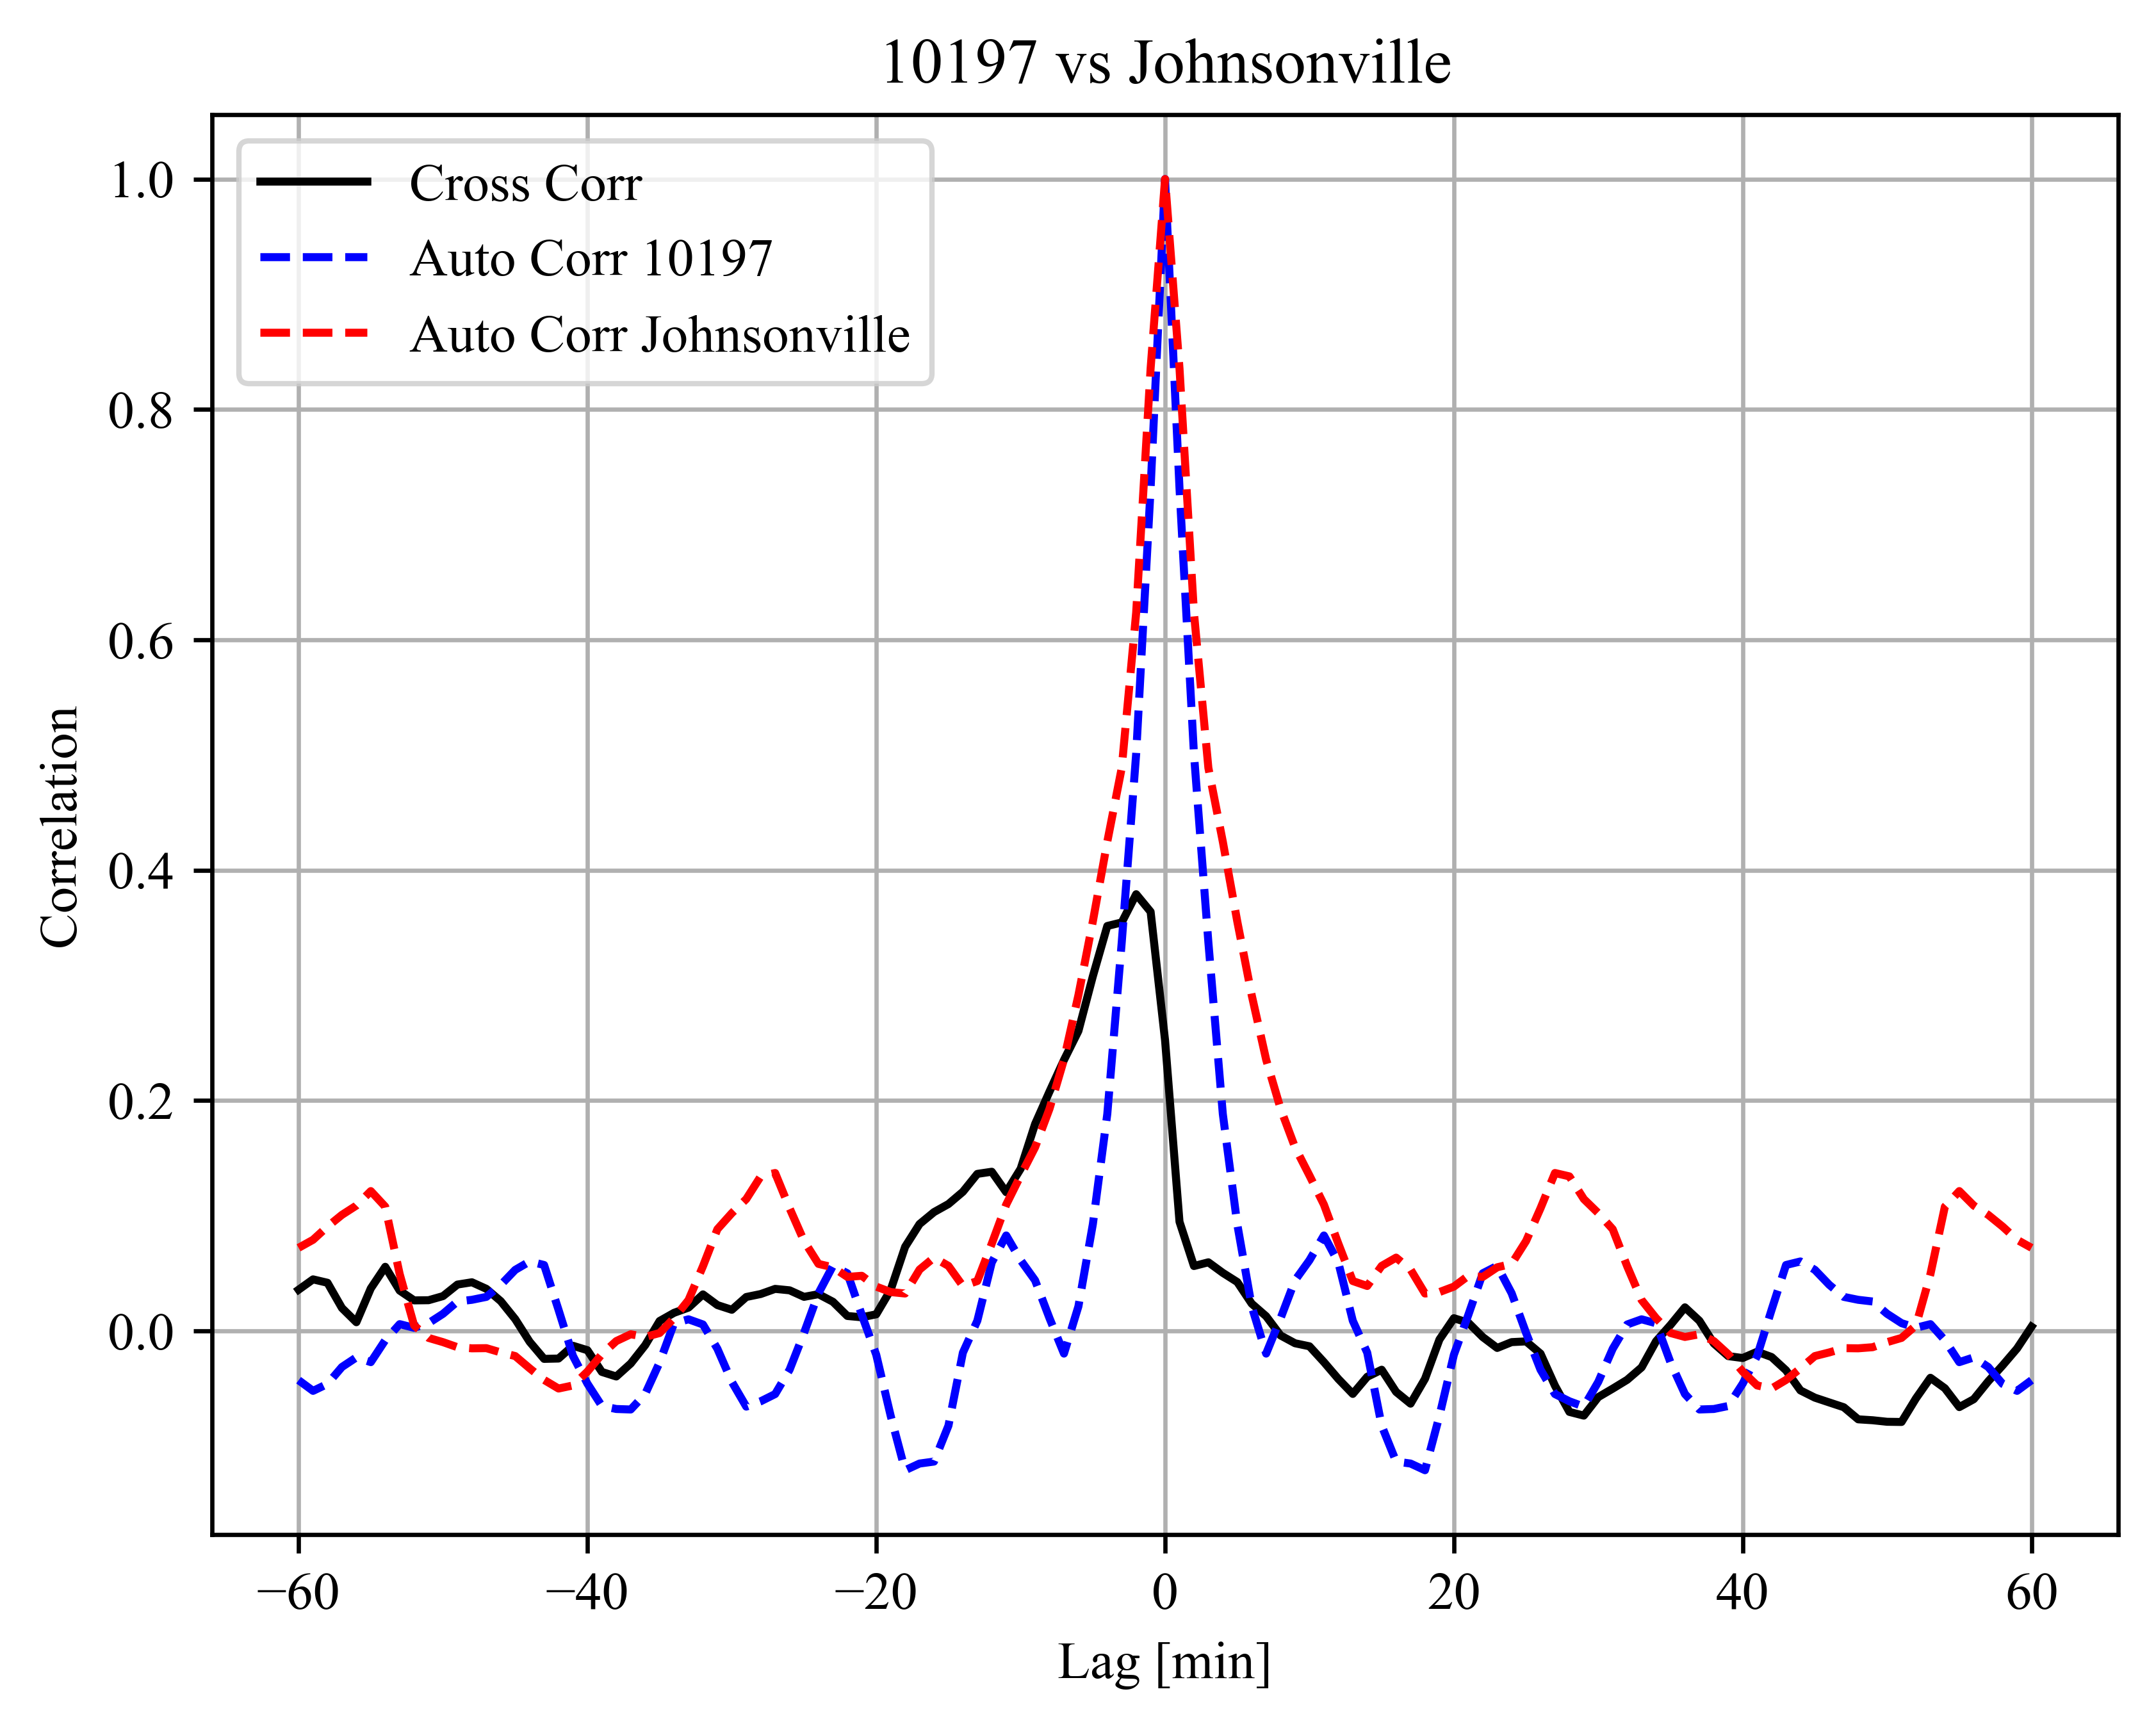 10197 vs Johnsonville
Cross Corr
Auto Corr 10197
Auto Corr Johnsonville
1.0
0.8
0.6
0.4
0.2
0.0
Correlation
−60
−40
−20
0
20
40
60
Lag [min]